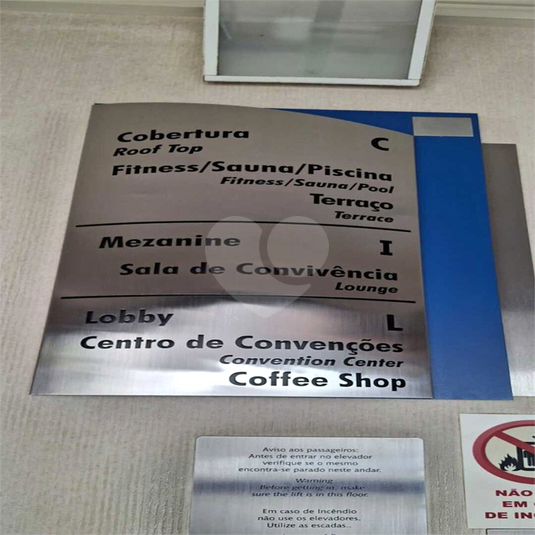 Cobertura C
Roof Top
Fitness/Sauna/Piscina
Fitness/Sauna/Pool
Terraço
Terrace
Mezanine I
Sala de Convivência
Lounge
Lobby L
Centro de Convenções
Convention Center
Coffee Shop
Aviso aos passageiros:
Antes de entrar no elevador
verifique se o mesmo
encontra-se parado neste andar.
Warning
Before getting in, make
sure the lift is in this floor.
Em caso de Incêndio
não use os elevadores.
Utilize as escadas..
NÃO
EM
DE IN